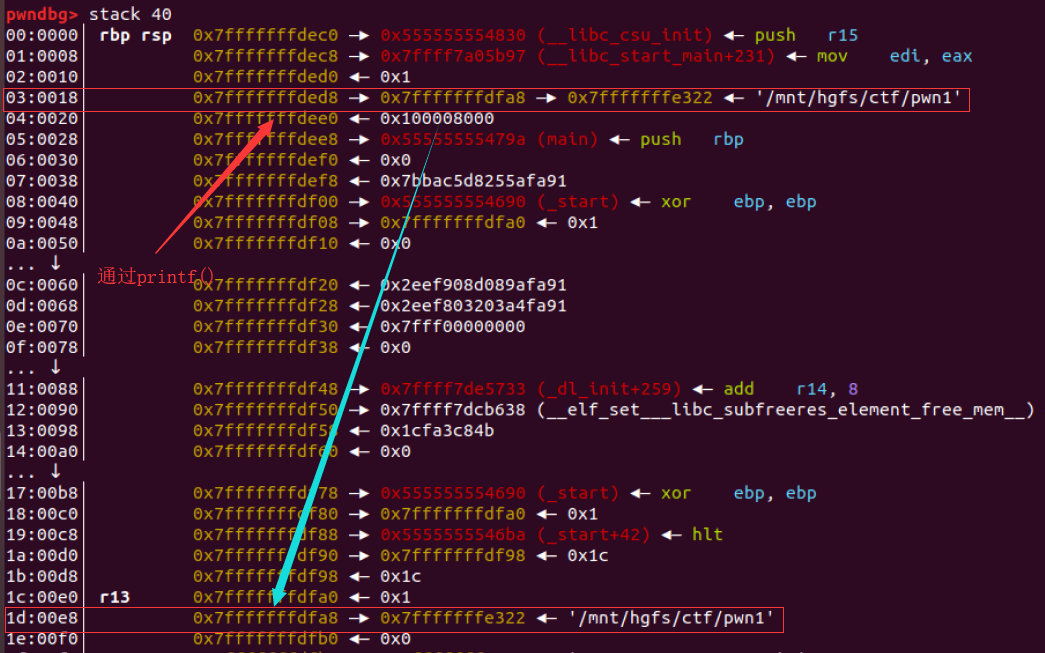 pwndbg> stack 40
00:0000│ rbp rsp 0x7fffffffdec0 —▸ 0x555555554830 (__libc_csu_init) ◂— push r15
01:0008│ 0x7fffffffdec8 —▸ 0x7ffff7a05b97 (__libc_start_main+231) ◂— mov edi, eax
02:0010│ 0x7fffffffded0 ◂— 0x1
03:0018│ 0x7fffffffded8 —▸ 0x7fffffffdfa8 —▸ 0x7fffffffe322 ◂— '/mnt/hgfs/ctf/pwn1'
04:0020│ 0x7fffffffdee0 ◂— 0x100008000
05:0028│ 0x7fffffffdee8 —▸ 0x55555555479a (main) ◂— push rbp
06:0030│ 0x7fffffffdef0 ◂— 0x0
07:0038│ 0x7fffffffdef8 ◂— 0x7bbac5d8255afa91
08:0040│ 0x7fffffffdf00 —▸ 0x555555554690 (_start) ◂— xor ebp, ebp
09:0048│ 0x7fffffffdf08 —▸ 0x7fffffffdfa0 ◂— 0x1
0a:0050│ 0x7fffffffdf10 ◂— 0x0
... ↓
通过printf()
0c:0060│ 0x7fffffffdf20 ◂— 0x2eef908d089afa91
0d:0068│ 0x7fffffffdf28 ◂— 0x2eef803203a4fa91
0e:0070│ 0x7fffffffdf30 ◂— 0x7fff00000000
0f:0078│ 0x7fffffffdf38 ◂— 0x0
... ↓
11:0088│ 0x7fffffffdf48 —▸ 0x7ffff7de5733 (_dl_init+259) ◂— add r14, 8
12:0090│ 0x7fffffffdf50 —▸ 0x7ffff7dcb638 (__elf_set___libc_subfreeres_element_free_mem__)
13:0098│ 0x7fffffffdf58 ◂— 0x1cfa3c84b
14:00a0│ 0x7fffffffdf60 ◂— 0x0
... ↓
17:00b8│ 0x7fffffffdf78 —▸ 0x555555554690 (_start) ◂— xor ebp, ebp
18:00c0│ 0x7fffffffdf80 —▸ 0x7fffffffdfa0 ◂— 0x1
19:00c8│ 0x7fffffffdf88 —▸ 0x5555555546ba (_start+42) ◂— hlt
1a:00d0│ 0x7fffffffdf90 —▸ 0x7fffffffdf98 ◂— 0x1c
1b:00d8│ 0x7fffffffdf98 ◂— 0x1c
1c:00e0│ r13 0x7fffffffdfa0 ◂— 0x1
1d:00e8│ 0x7fffffffdfa8 —▸ 0x7fffffffe322 ◂— '/mnt/hgfs/ctf/pwn1'
1e:00f0│ 0x7fffffffdfb0 ◂— 0x0